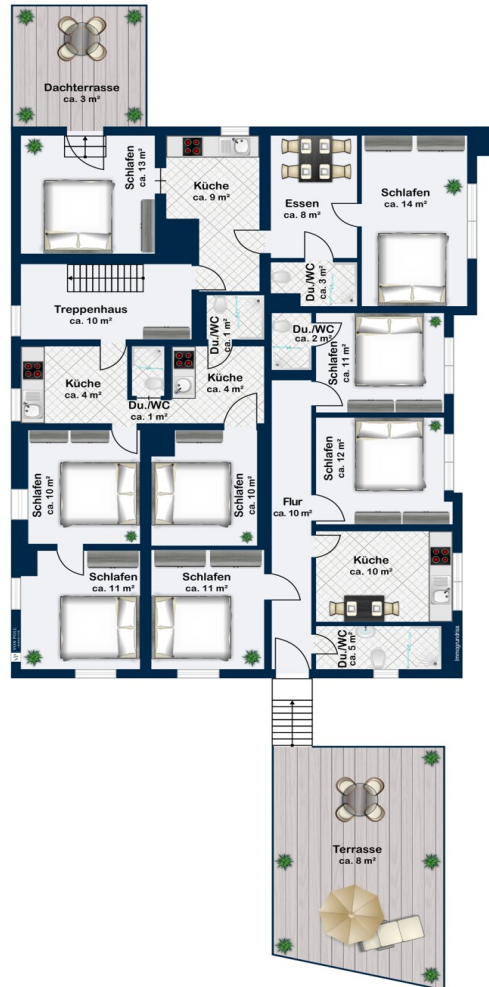 Dachterrasse
ca. 3 m²
Schlafen
ca. 13 m²
Küche
ca. 9 m²
Essen
ca. 8 m²
Schlafen
ca. 14 m²
Du./WC
ca. 3 m²
Treppenhaus
ca. 10 m²
Du./WC
ca. 1 m²
Du./WC
ca. 2 m²
Schlafen
ca. 11 m²
Küche
ca. 4 m²
Du./WC
ca. 1 m²
Küche
ca. 4 m²
Schlafen
ca. 10 m²
Schlafen
ca. 10 m²
Flur
ca. 10 m²
Schlafen
ca. 12 m²
Schlafen
ca. 11 m²
Schlafen
ca. 11 m²
Küche
ca. 10 m²
Du./WC
ca. 5 m²
VON POLL
Immogrundriss
Terrasse
ca. 8 m²